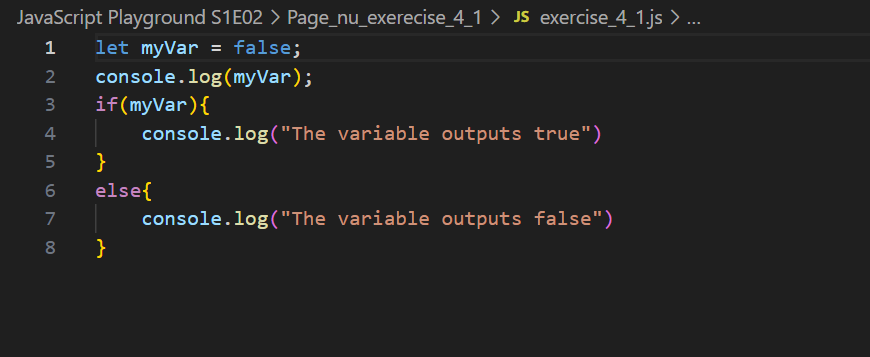 JavaScript Playground S1E02 > Page_nu_exerecise_4_1 > JS exercise_4_1.js > ...
1 let myVar = false;
2 console.log(myVar);
3 if(myVar){
4     console.log("The variable outputs true")
5 }
6 else{
7     console.log("The variable outputs false")
8 }